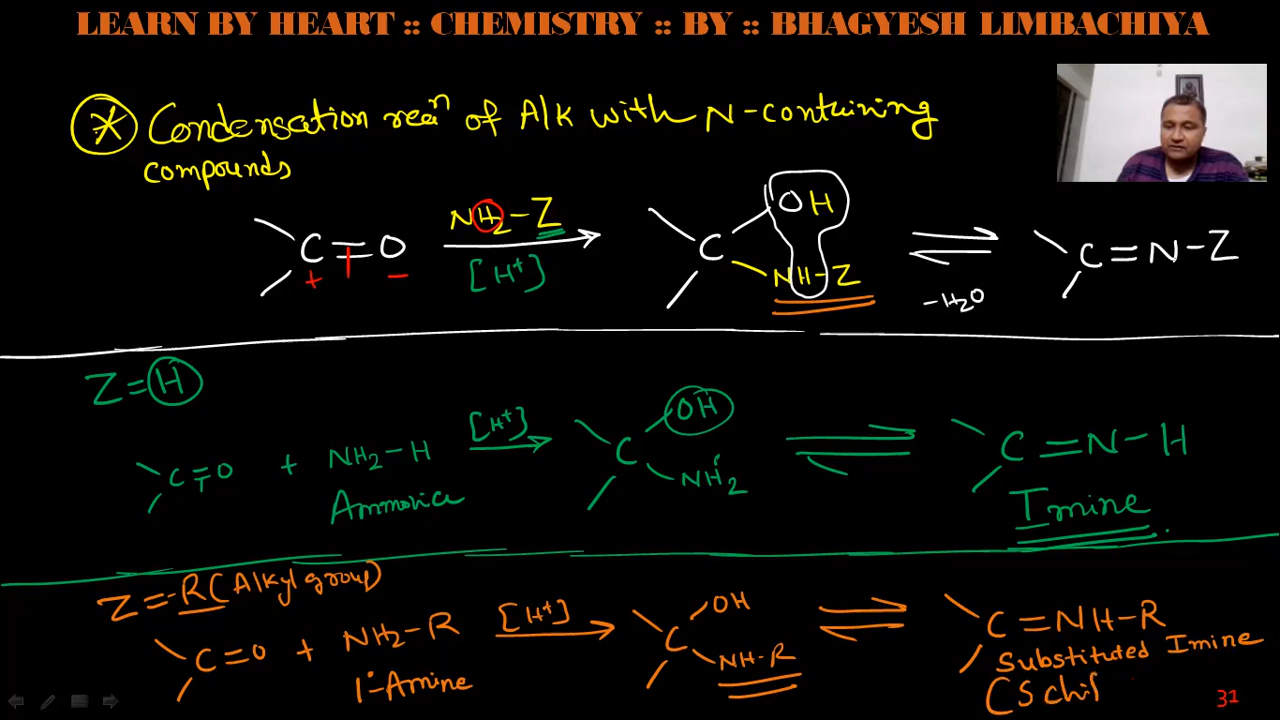 LEARN BY HEART :: CHEMISTRY :: BY :: BHAGYESH LIMBACHIYA
* Condensation reaⁿ of Alk with N-containing
compounds
C=O NH₂-Z [H⁺] C OH NH-Z -H₂O C=N-Z
+ -
Z=H
C=O + NH₂-H [H⁺] C OH NH₂ C=N-H
Ammonia Imine
Z=-R (Alkyl group)
C=O + NH₂-R [H⁺] C OH NH-R C=NH-R
1°-Amine Substituted Imine
(Schif
31